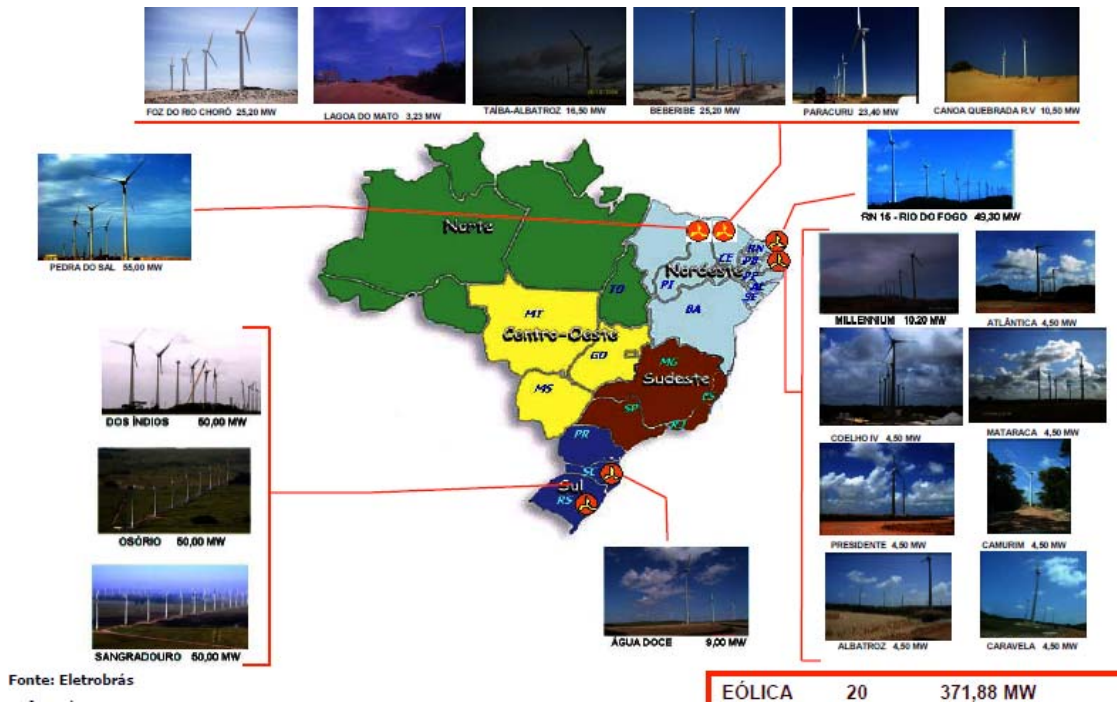 FOZ DO RIO CHORÓ 25,20 MW
LAGOA DO MATO 3,23 MW
TAÍBA-ALBATROZ 16,50 MW
BEBERIBE 25,20 MW
PARACURU 23,40 MW
CANOA QUEBRADA R.V 10,50 MW
PEDRA DO SAL 55,00 MW
RN 15 - RIO DO FOGO 49,30 MW
Norte
Nordeste
CE
RN
PB
PE
AL
SE
PI
TO
BA
MT
Centro-Oeste
GO
MS
MG
Sudeste
ES
SP
RJ
PR
SC
Sul
RS
MILLENNIUM 10.20 MW
ATLÂNTICA 4,50 MW
COELHO IV 4,50 MW
MATARACA 4,50 MW
PRESIDENTE 4,50 MW
CAMURIM 4,50 MW
ALBATROZ 4,50 MW
CARAVELA 4,50 MW
DOS ÍNDIOS 50,00 MW
OSÓRIO 50,00 MW
SANGRADOURO 50,00 MW
ÁGUA DOCE 9,00 MW
Fonte: Eletrobrás
EÓLICA 20 371,88 MW